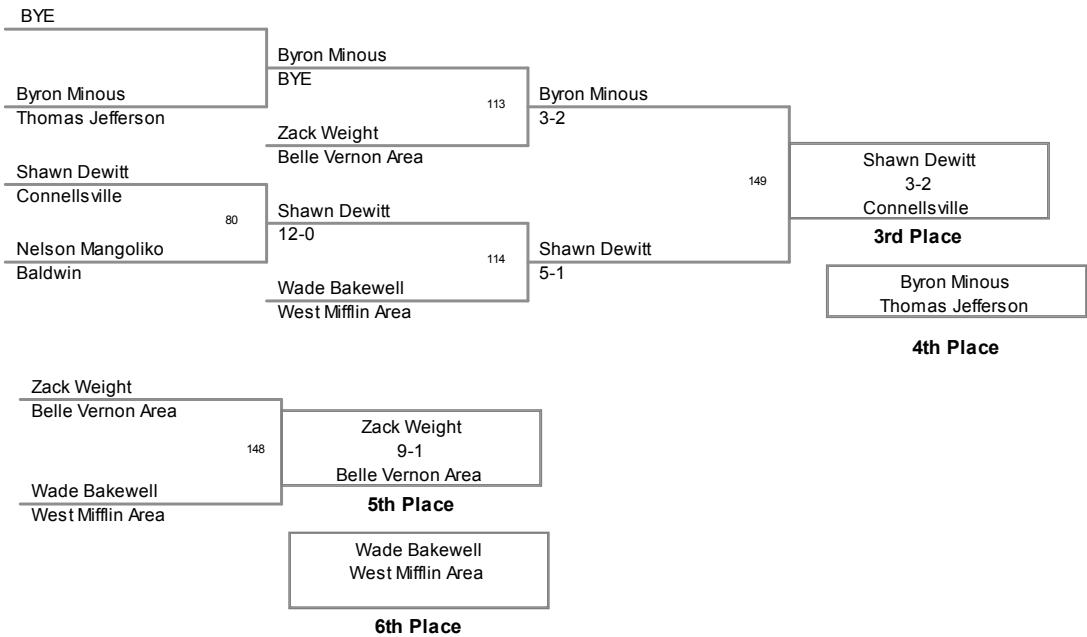 BYE
Byron Minous
Thomas Jefferson
Shawn Dewitt
Connellsville
80
Nelson Mangoliko
Baldwin
Byron Minous
BYE
113
Zack Weight
Belle Vernon Area
Shawn Dewitt
12-0
114
Wade Bakewell
West Mifflin Area
Byron Minous
3-2
149
Shawn Dewitt
5-1
Shawn Dewitt
3-2
Connellsville
3rd Place
Byron Minous
Thomas Jefferson
4th Place
Zack Weight
Belle Vernon Area
148
Wade Bakewell
West Mifflin Area
Zack Weight
9-1
Belle Vernon Area
5th Place
Wade Bakewell
West Mifflin Area
6th Place